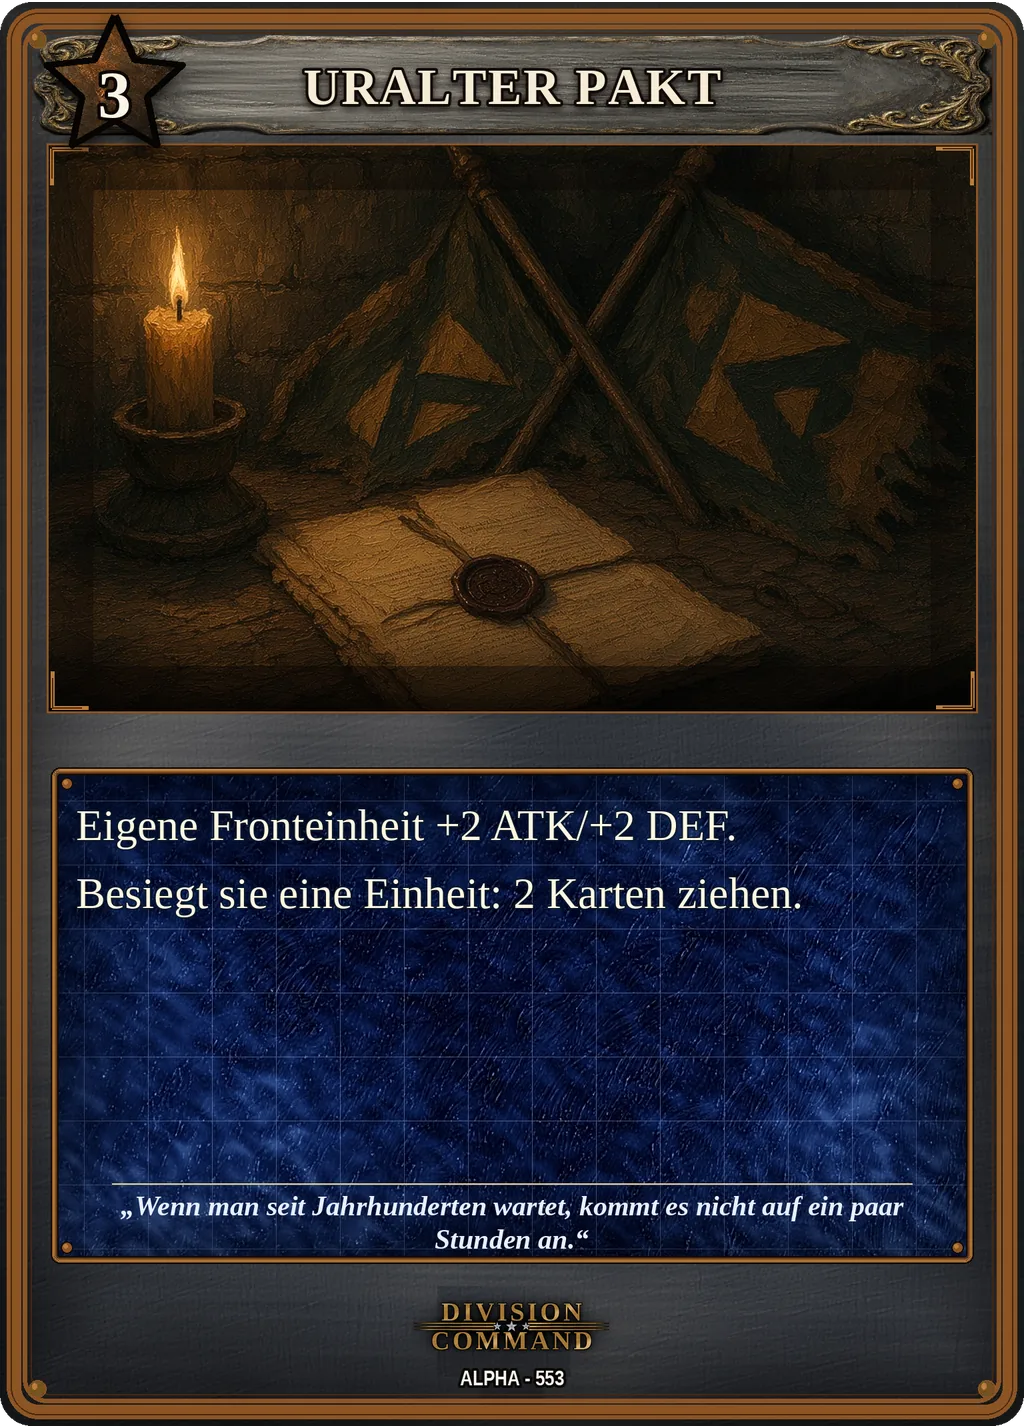 3
URALTER PAKT
Eigene Fronteinheit +2 ATK/+2 DEF.
Besiegt sie eine Einheit: 2 Karten ziehen.
„Wenn man seit Jahrhunderten wartet, kommt es nicht auf ein paar
Stunden an.“
DIVISION
COMMAND
ALPHA - 553